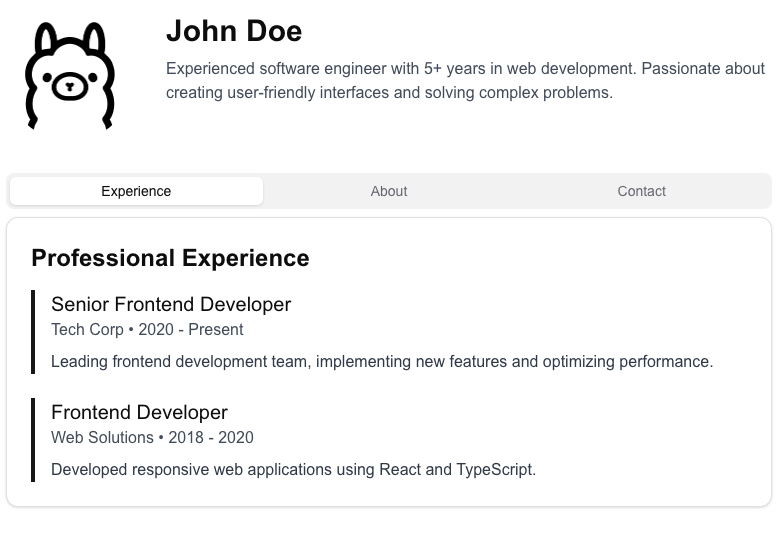 John Doe
Experienced software engineer with 5+ years in web development. Passionate about
creating user-friendly interfaces and solving complex problems.
Experience
About
Contact
Professional Experience
Senior Frontend Developer
Tech Corp • 2020 - Present
Leading frontend development team, implementing new features and optimizing performance.
Frontend Developer
Web Solutions • 2018 - 2020
Developed responsive web applications using React and TypeScript.